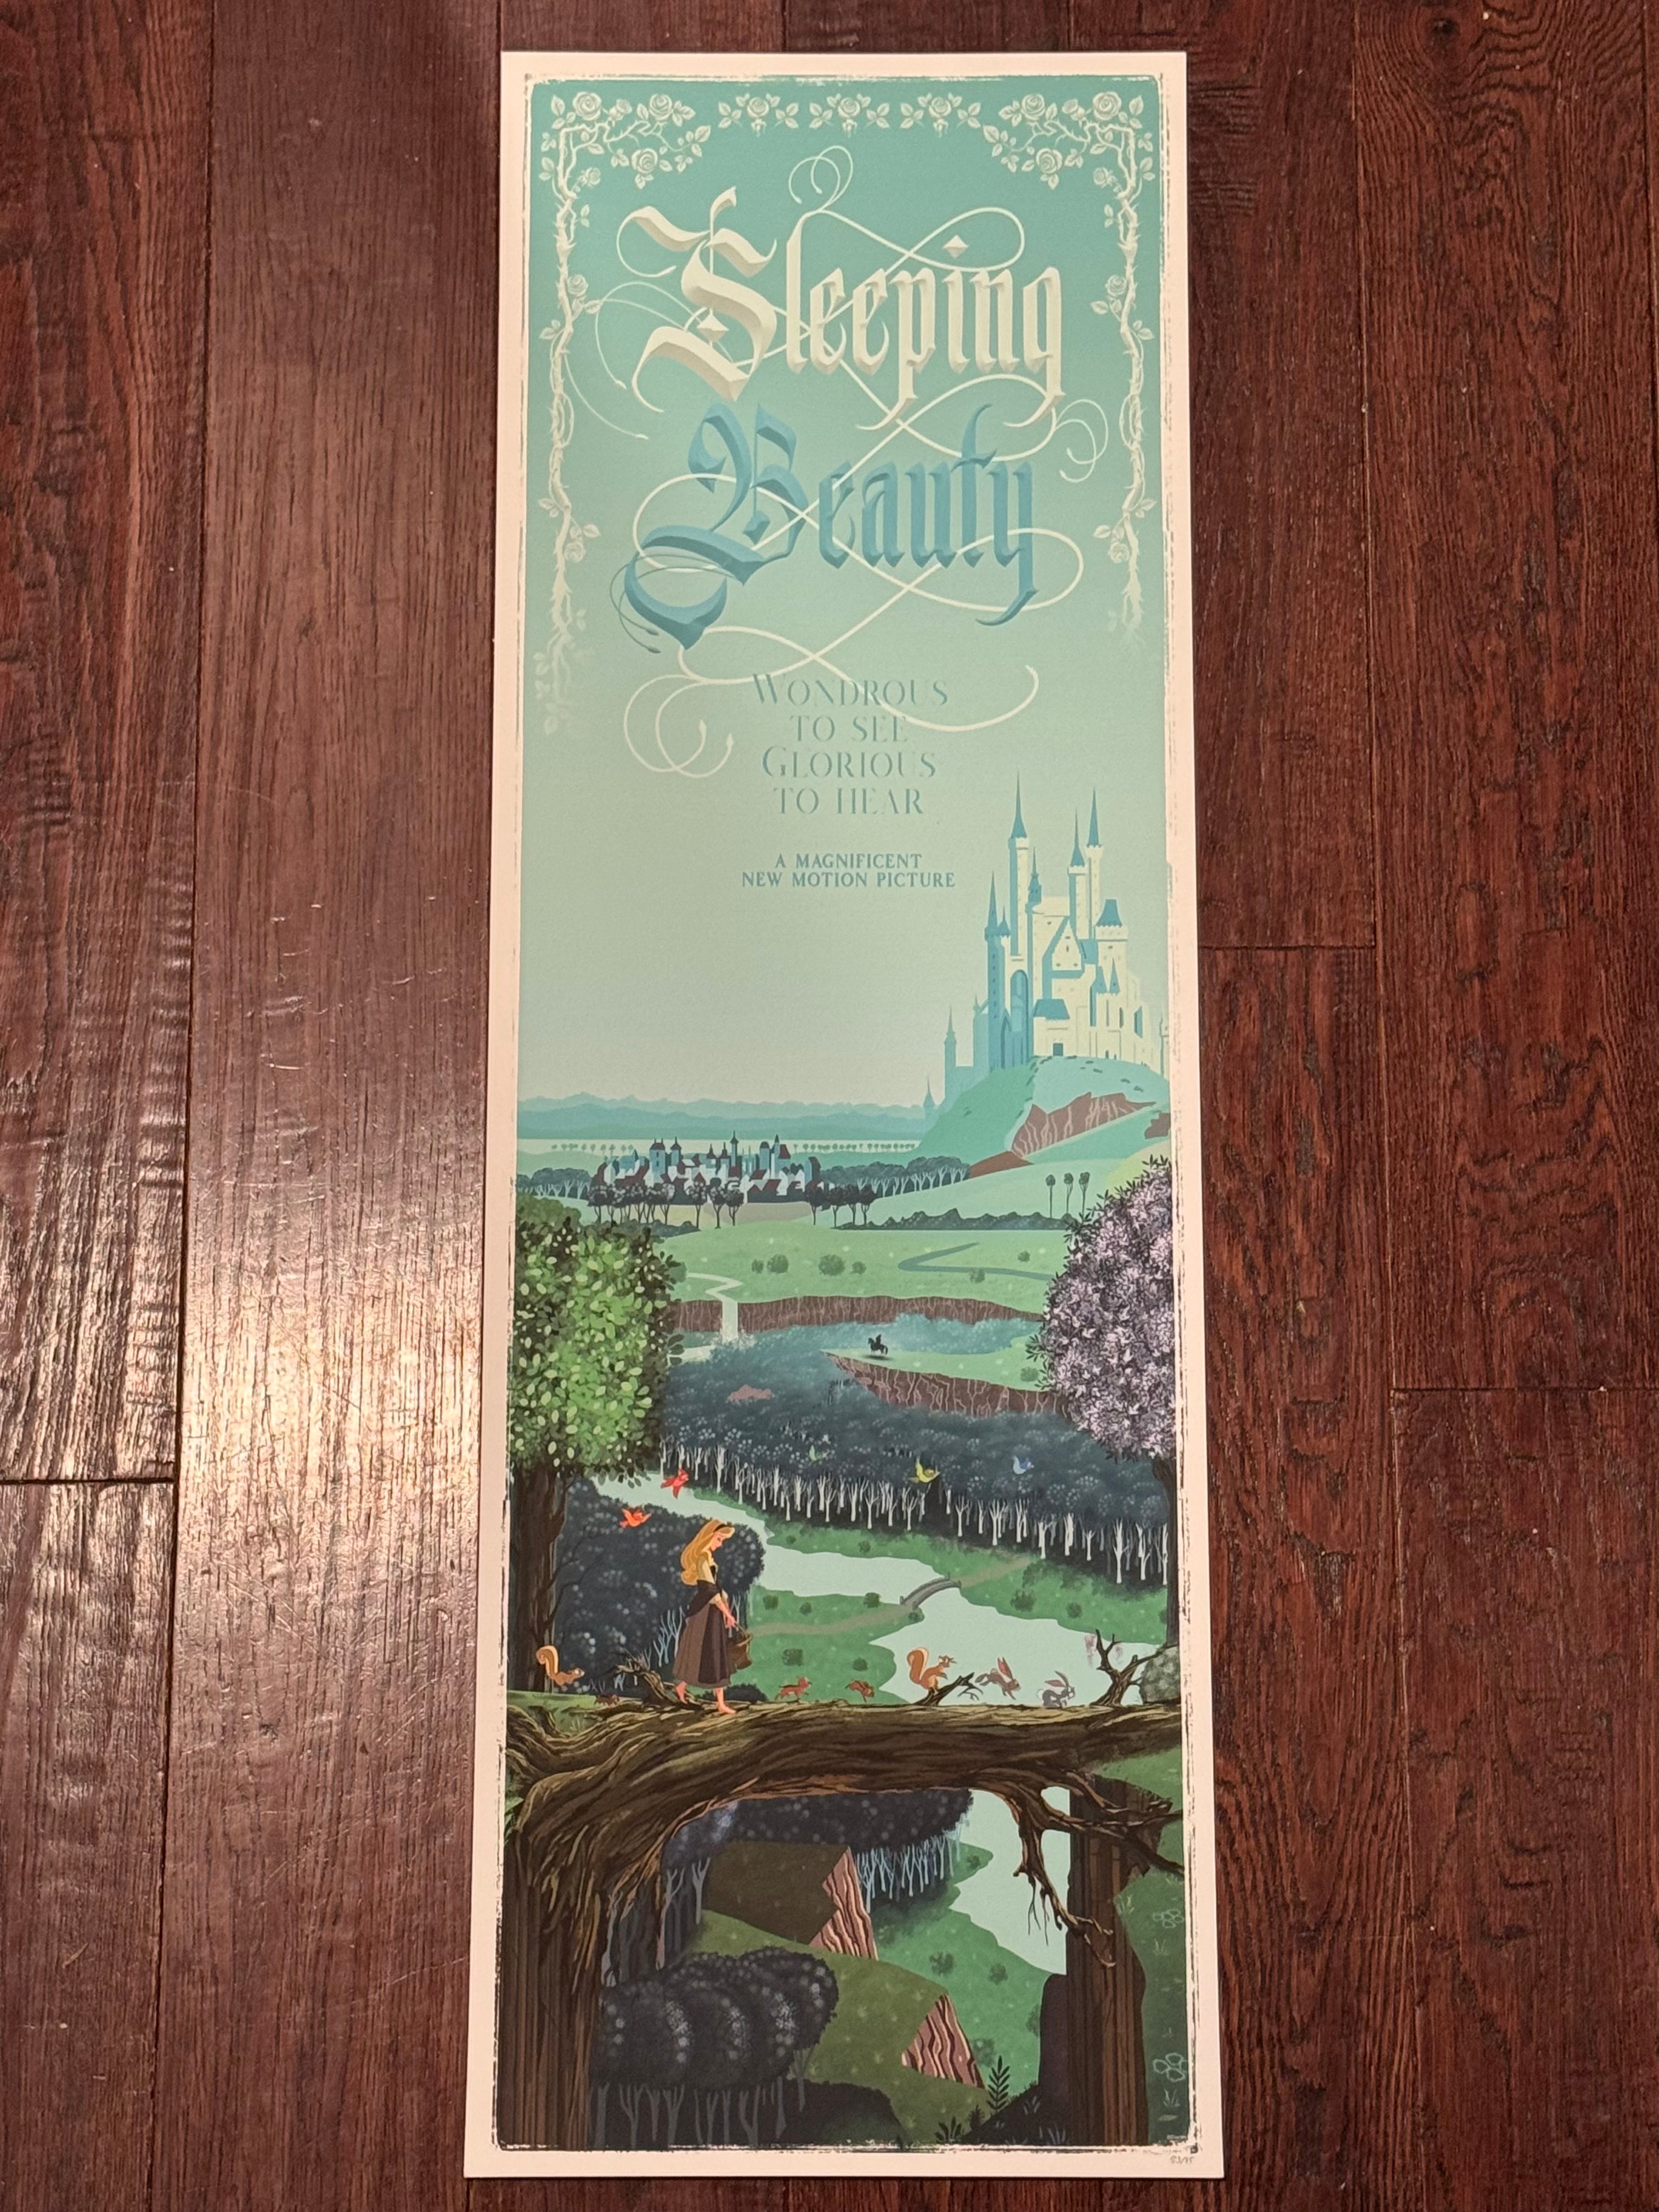 Sleeping
Beauty
WONDROUS
TO SEE
GLORIOUS
TO HEAR
A MAGNIFICENT
NEW MOTION PICTURE